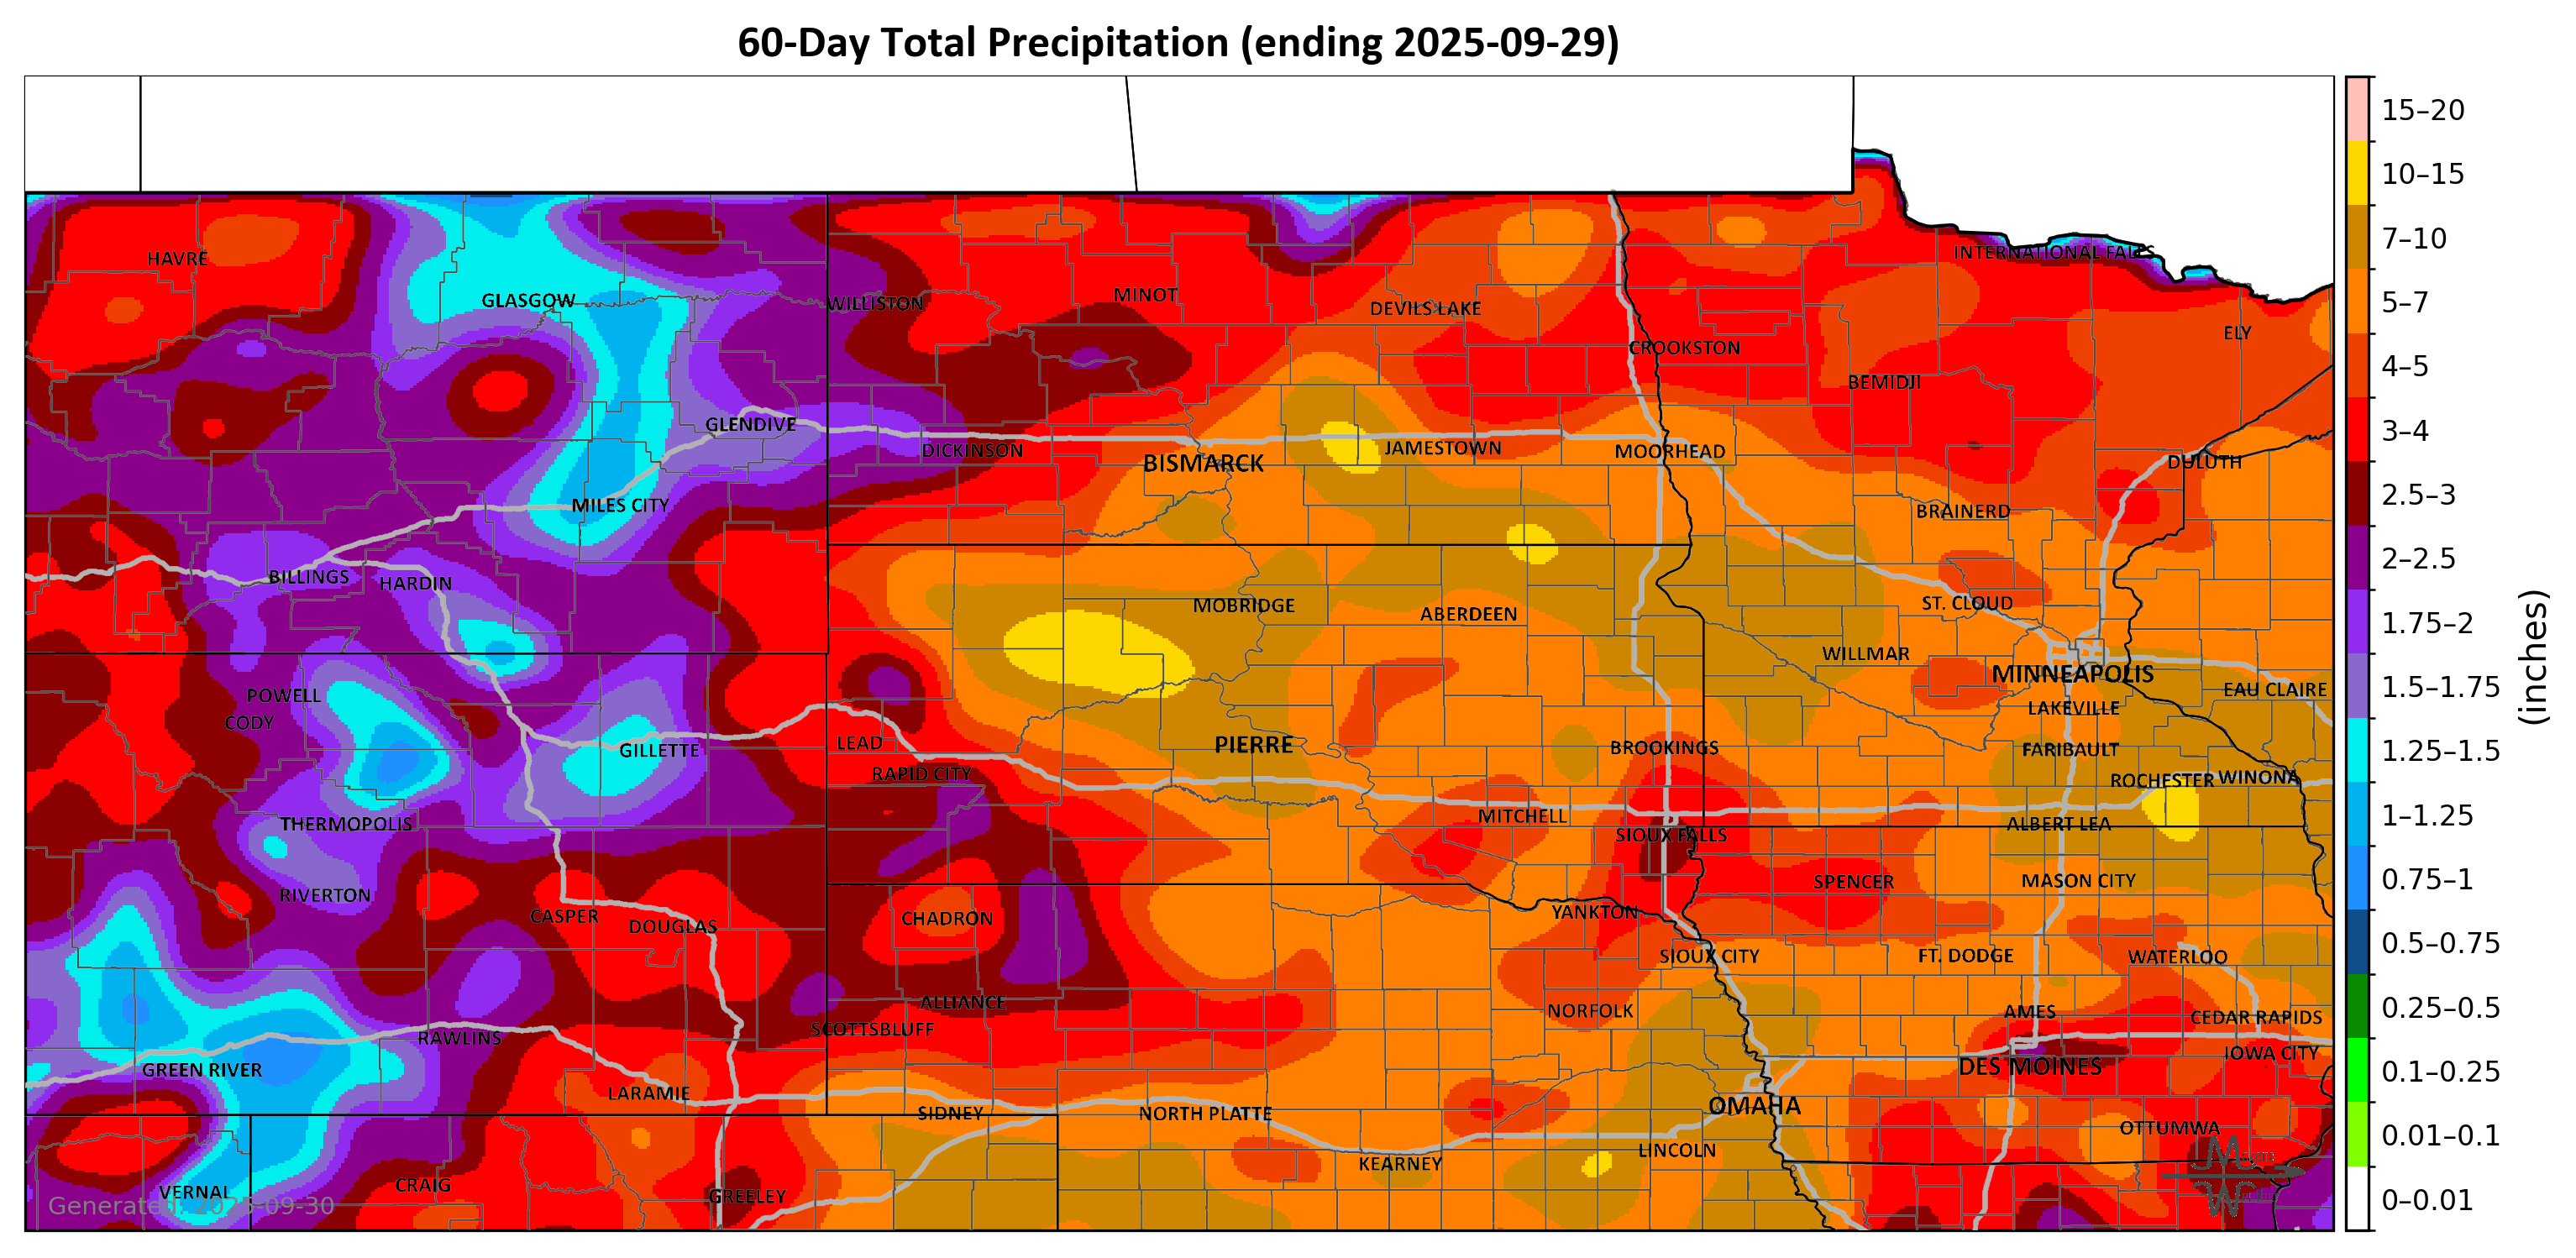 60-Day Total Precipitation (ending 2025-09-29)
15–20
10–15
7–10
5–7
4–5
3–4
2.5–3
2–2.5
1.75–2
1.5–1.75
1.25–1.5
1–1.25
0.75–1
0.5–0.75
0.25–0.5
0.1–0.25
0.01–0.1
0–0.01
(inches)
INTERNATIONAL FALLS
HAVRE
GLASGOW
WILLISTON
MINOT
DEVILS LAKE
ELY
CROOKSTON
BEMIDJI
GLENDIVE
DICKINSON
BISMARCK
JAMESTOWN
MOORHEAD
DULUTH
MILES CITY
BRAINERD
BILLINGS
HARDIN
MOBRIDGE
ABERDEEN
ST. CLOUD
WILLMAR
MINNEAPOLIS
POWELL
EAU CLAIRE
CODY
LAKEVILLE
GILLETTE
LEAD
PIERRE
BROOKINGS
FARIBAULT
RAPID CITY
ROCHESTER
WINONA
THERMOPOLIS
MITCHELL
SIOUX FALLS
ALBERT LEA
RIVERTON
SPENCER
MASON CITY
CASPER
DOUGLAS
CHADRON
YANKTON
SIOUX CITY
FT. DODGE
WATERLOO
ALLIANCE
NORFOLK
AMES
CEDAR RAPIDS
SCOTTSBLUFF
RAWLINS
IOWA CITY
GREEN RIVER
DES MOINES
LARAMIE
SIDNEY
NORTH PLATTE
OMAHA
OTTUMWA
LINCOLN
KEARNEY
VERNAL
CRAIG
GREELEY
Generated: 2025-09-30